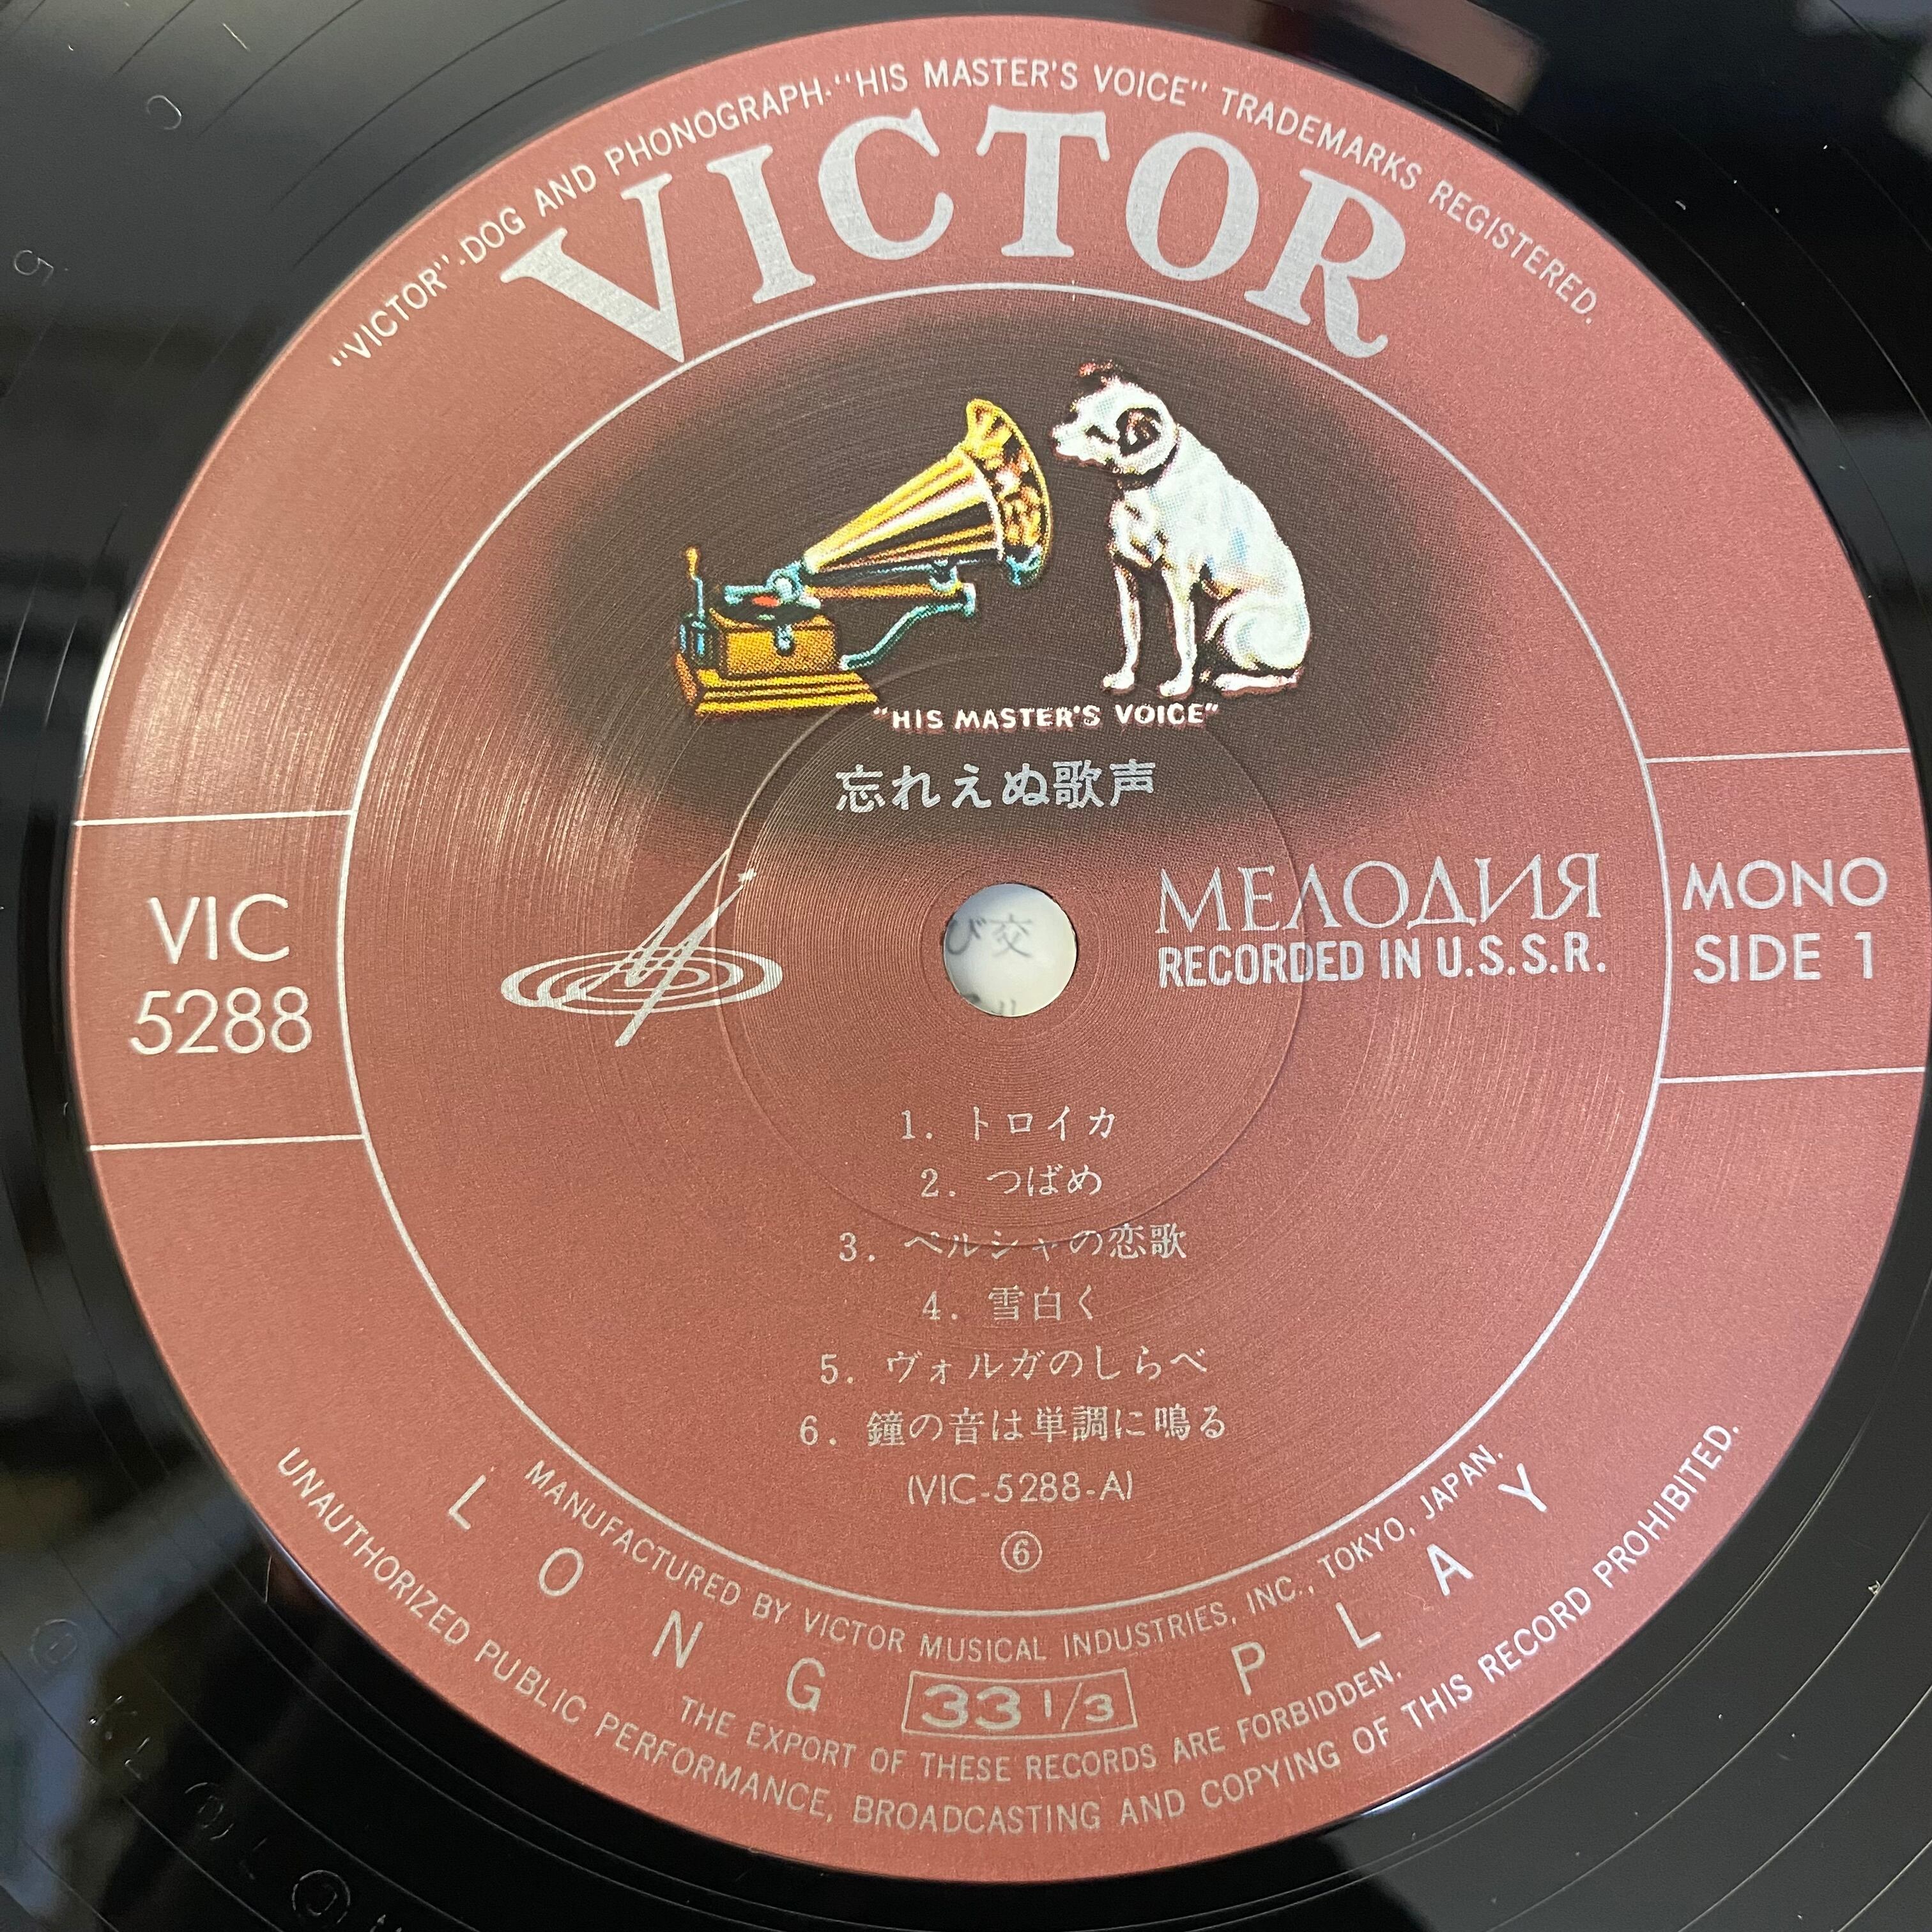 "VICTOR"·DOG AND PHONOGRAPH·"HIS MASTER'S VOICE" TRADEMARKS REGISTERED.
VICTOR
"HIS MASTER'S VOICE"
忘れえぬ歌声
VIC
5288
МЕЛОДИЯ
RECORDED IN U.S.S.R.
MONO
SIDE 1
び交
1. トロイカ
2. つばめ
3. ペルシャの恋歌
4. 雪白く
5. ヴォルガのしらべ
6. 鐘の音は単調に鳴る
(VIC-5288-A)
⑥
MANUFACTURED BY VICTOR MUSICAL INDUSTRIES, INC., TOKYO, JAPAN.
LONG 33 1/3 PLAY
THE EXPORT OF THESE RECORDS ARE FORBIDDEN.
UNAUTHORIZED PUBLIC PERFORMANCE, BROADCASTING AND COPYING OF THIS RECORD PROHIBITED.